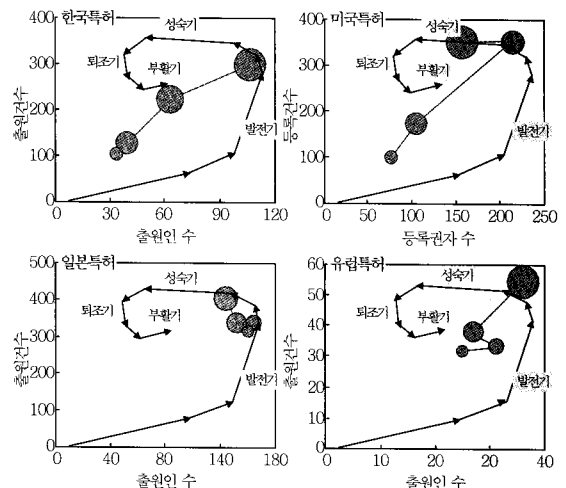 한국특허
400
300
200
100
0
출원건수
성숙기
퇴조기
부활기
발전기
0 30 60 90 120
출원인 수
미국특허
400
300
200
100
0
등록건수
성숙기
퇴조기
부활기
발전기
0 50 100 150 200 250
등록권자 수
일본특허
500
400
300
200
100
0
출원건수
성숙기
퇴조기
부활기
발전기
0 40 80 140 180
출원인 수
유럽특허
60
50
40
30
20
10
0
출원건수
성숙기
퇴조기
부활기
발전기
0 10 20 20 40
출원인 수